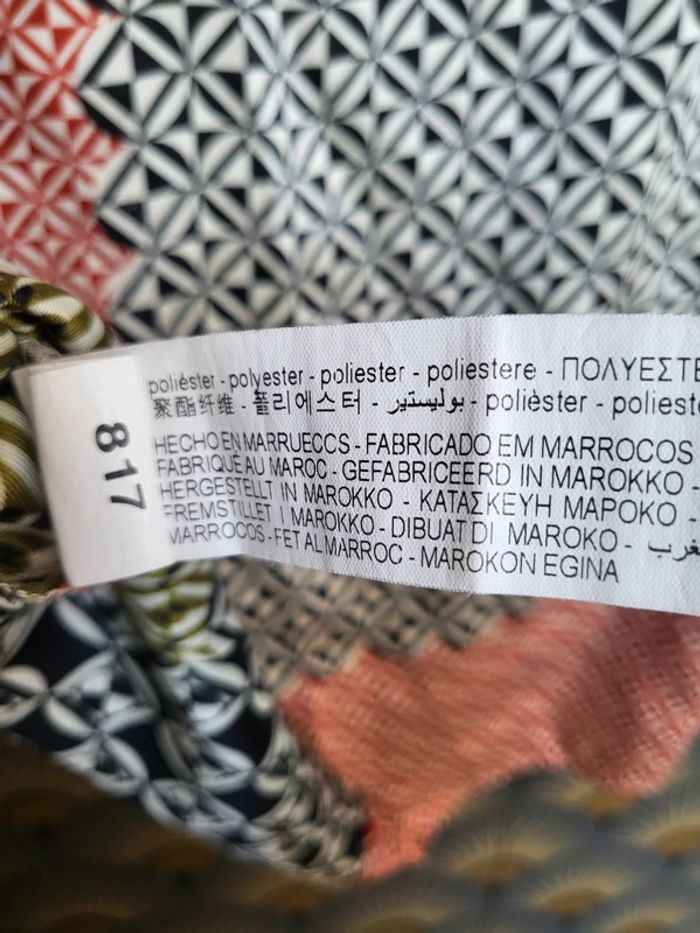 poliéster - polyester - poliester - poliestere - ΠΟΛΥΕΣΤΕ
聚酯纤维 - 폴리에스터 - بوليستير - polièster - polieste
HECHO EN MARRUECCS - FABRICADO EM MARROCOS
FABRIQUE AU MAROC - GEFABRICEERD IN MAROKKO -
HERGESTELLT IN MAROKKO - ΚΑΤΑΣΚΕΥΗ ΜΑΡΟΚΟ
FREMSTILLET I MAROKKO - DIBUAT DI MAROKO -
MARROCOS - FET AL MARROC - MAROKON EGINA
817